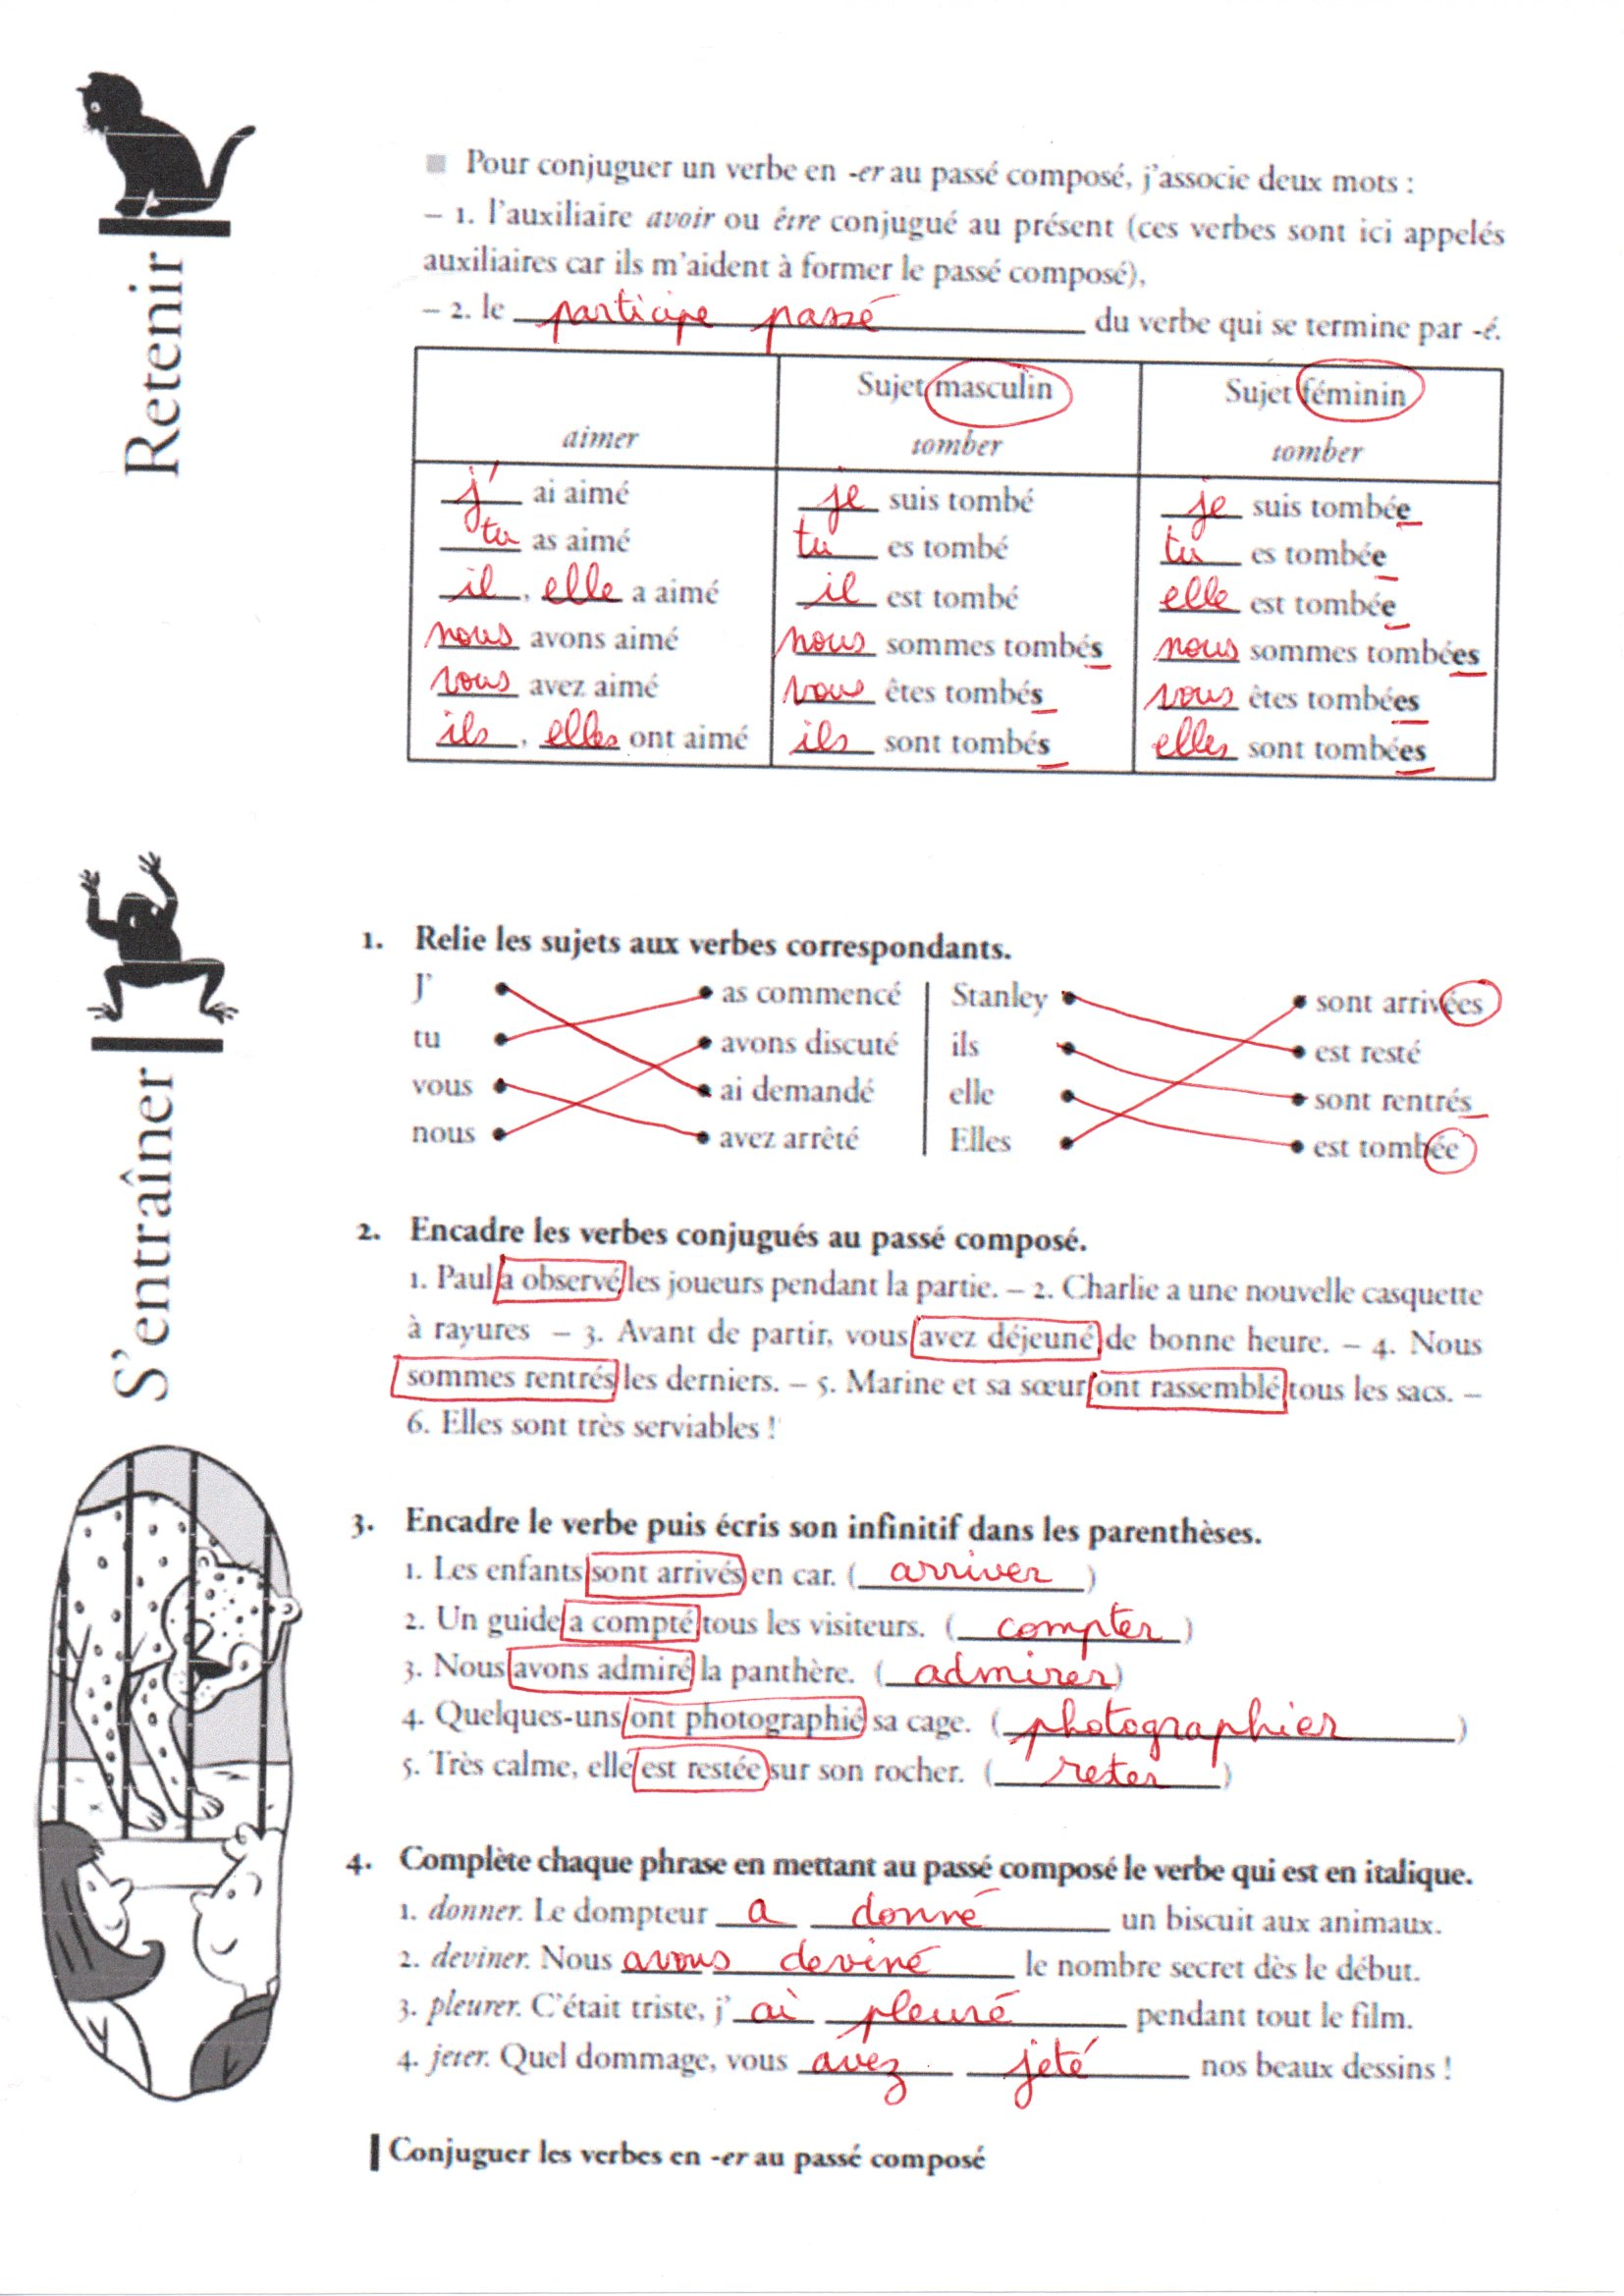 Retenir
■ Pour conjuguer un verbe en -er au passé composé, j'associe deux mots :
– 1. l'auxiliaire avoir ou être conjugué au présent (ces verbes sont ici appelés
auxiliaires car ils m'aident à former le passé composé),
– 2. le participe passé du verbe qui se termine par -é.
Sujet masculin Sujet féminin
aimer tomber tomber
j' ai aimé je suis tombé je suis tombée
tu as aimé tu es tombé tu es tombée
il, elle a aimé il est tombé elle est tombée
nous avons aimé nous sommes tombés nous sommes tombées
vous avez aimé vous êtes tombés vous êtes tombées
ils, elles ont aimé ils sont tombés elles sont tombées
S'entraîner
1. Relie les sujets aux verbes correspondants.
J' as commencé Stanley sont arrivées
tu avons discuté ils est resté
vous ai demandé elle sont rentrés
nous avez arrêté Elles est tombée
2. Encadre les verbes conjugués au passé composé.
1. Paul a observé les joueurs pendant la partie. – 2. Charlie a une nouvelle casquette
à rayures – 3. Avant de partir, vous avez déjeuné de bonne heure. – 4. Nous
sommes rentrés les derniers. – 5. Marine et sa sœur ont rassemblé tous les sacs. –
6. Elles sont très serviables !
3. Encadre le verbe puis écris son infinitif dans les parenthèses.
1. Les enfants sont arrivés en car. (arriver)
2. Un guide a compté tous les visiteurs. (compter)
3. Nous avons admiré la panthère. (admirer)
4. Quelques-uns ont photographié sa cage. (photographier)
5. Très calme, elle est restée sur son rocher. (rester)
4. Complète chaque phrase en mettant au passé composé le verbe qui est en italique.
1. donner. Le dompteur a donné un biscuit aux animaux.
2. deviner. Nous avons deviné le nombre secret dès le début.
3. pleurer. C'était triste, j'ai pleuré pendant tout le film.
4. jeter. Quel dommage, vous avez jeté nos beaux dessins !
Conjuguer les verbes en -er au passé composé